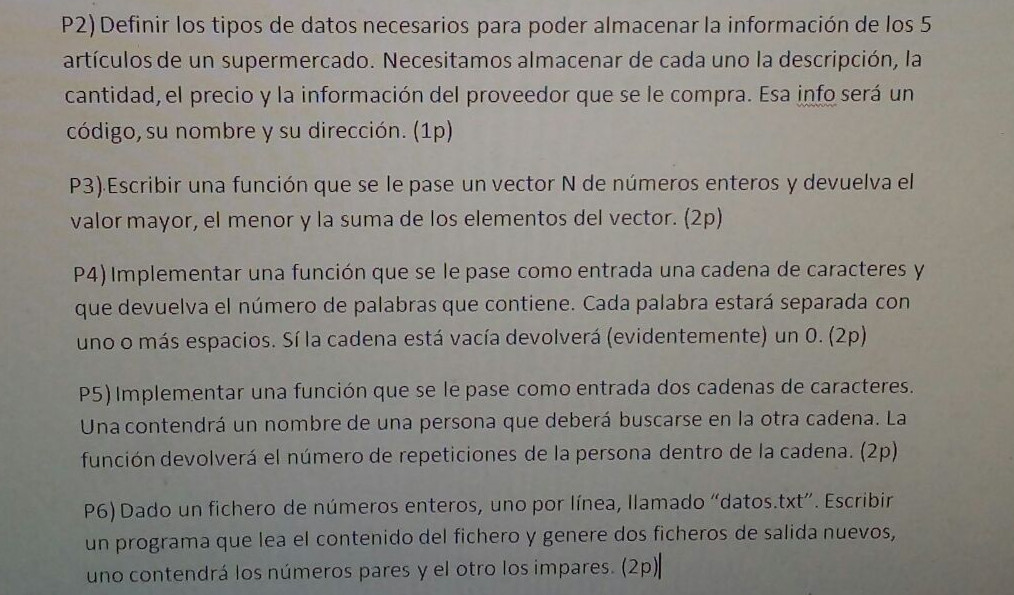 P2) Definir los tipos de datos necesarios para poder almacenar la información de los 5
artículos de un supermercado. Necesitamos almacenar de cada uno la descripción, la
cantidad, el precio y la información del proveedor que se le compra. Esa info será un
código, su nombre y su dirección. (1p)
P3) Escribir una función que se le pase un vector N de números enteros y devuelva el
valor mayor, el menor y la suma de los elementos del vector. (2p)
P4) Implementar una función que se le pase como entrada una cadena de caracteres y
que devuelva el número de palabras que contiene. Cada palabra estará separada con
uno o más espacios. Sí la cadena está vacía devolverá (evidentemente) un 0. (2p)
P5) Implementar una función que se le pase como entrada dos cadenas de caracteres.
Una contendrá un nombre de una persona que deberá buscarse en la otra cadena. La
función devolverá el número de repeticiones de la persona dentro de la cadena. (2p)
P6) Dado un fichero de números enteros, uno por línea, llamado “datos.txt”. Escribir
un programa que lea el contenido del fichero y genere dos ficheros de salida nuevos,
uno contendrá los números pares y el otro los impares. (2p)